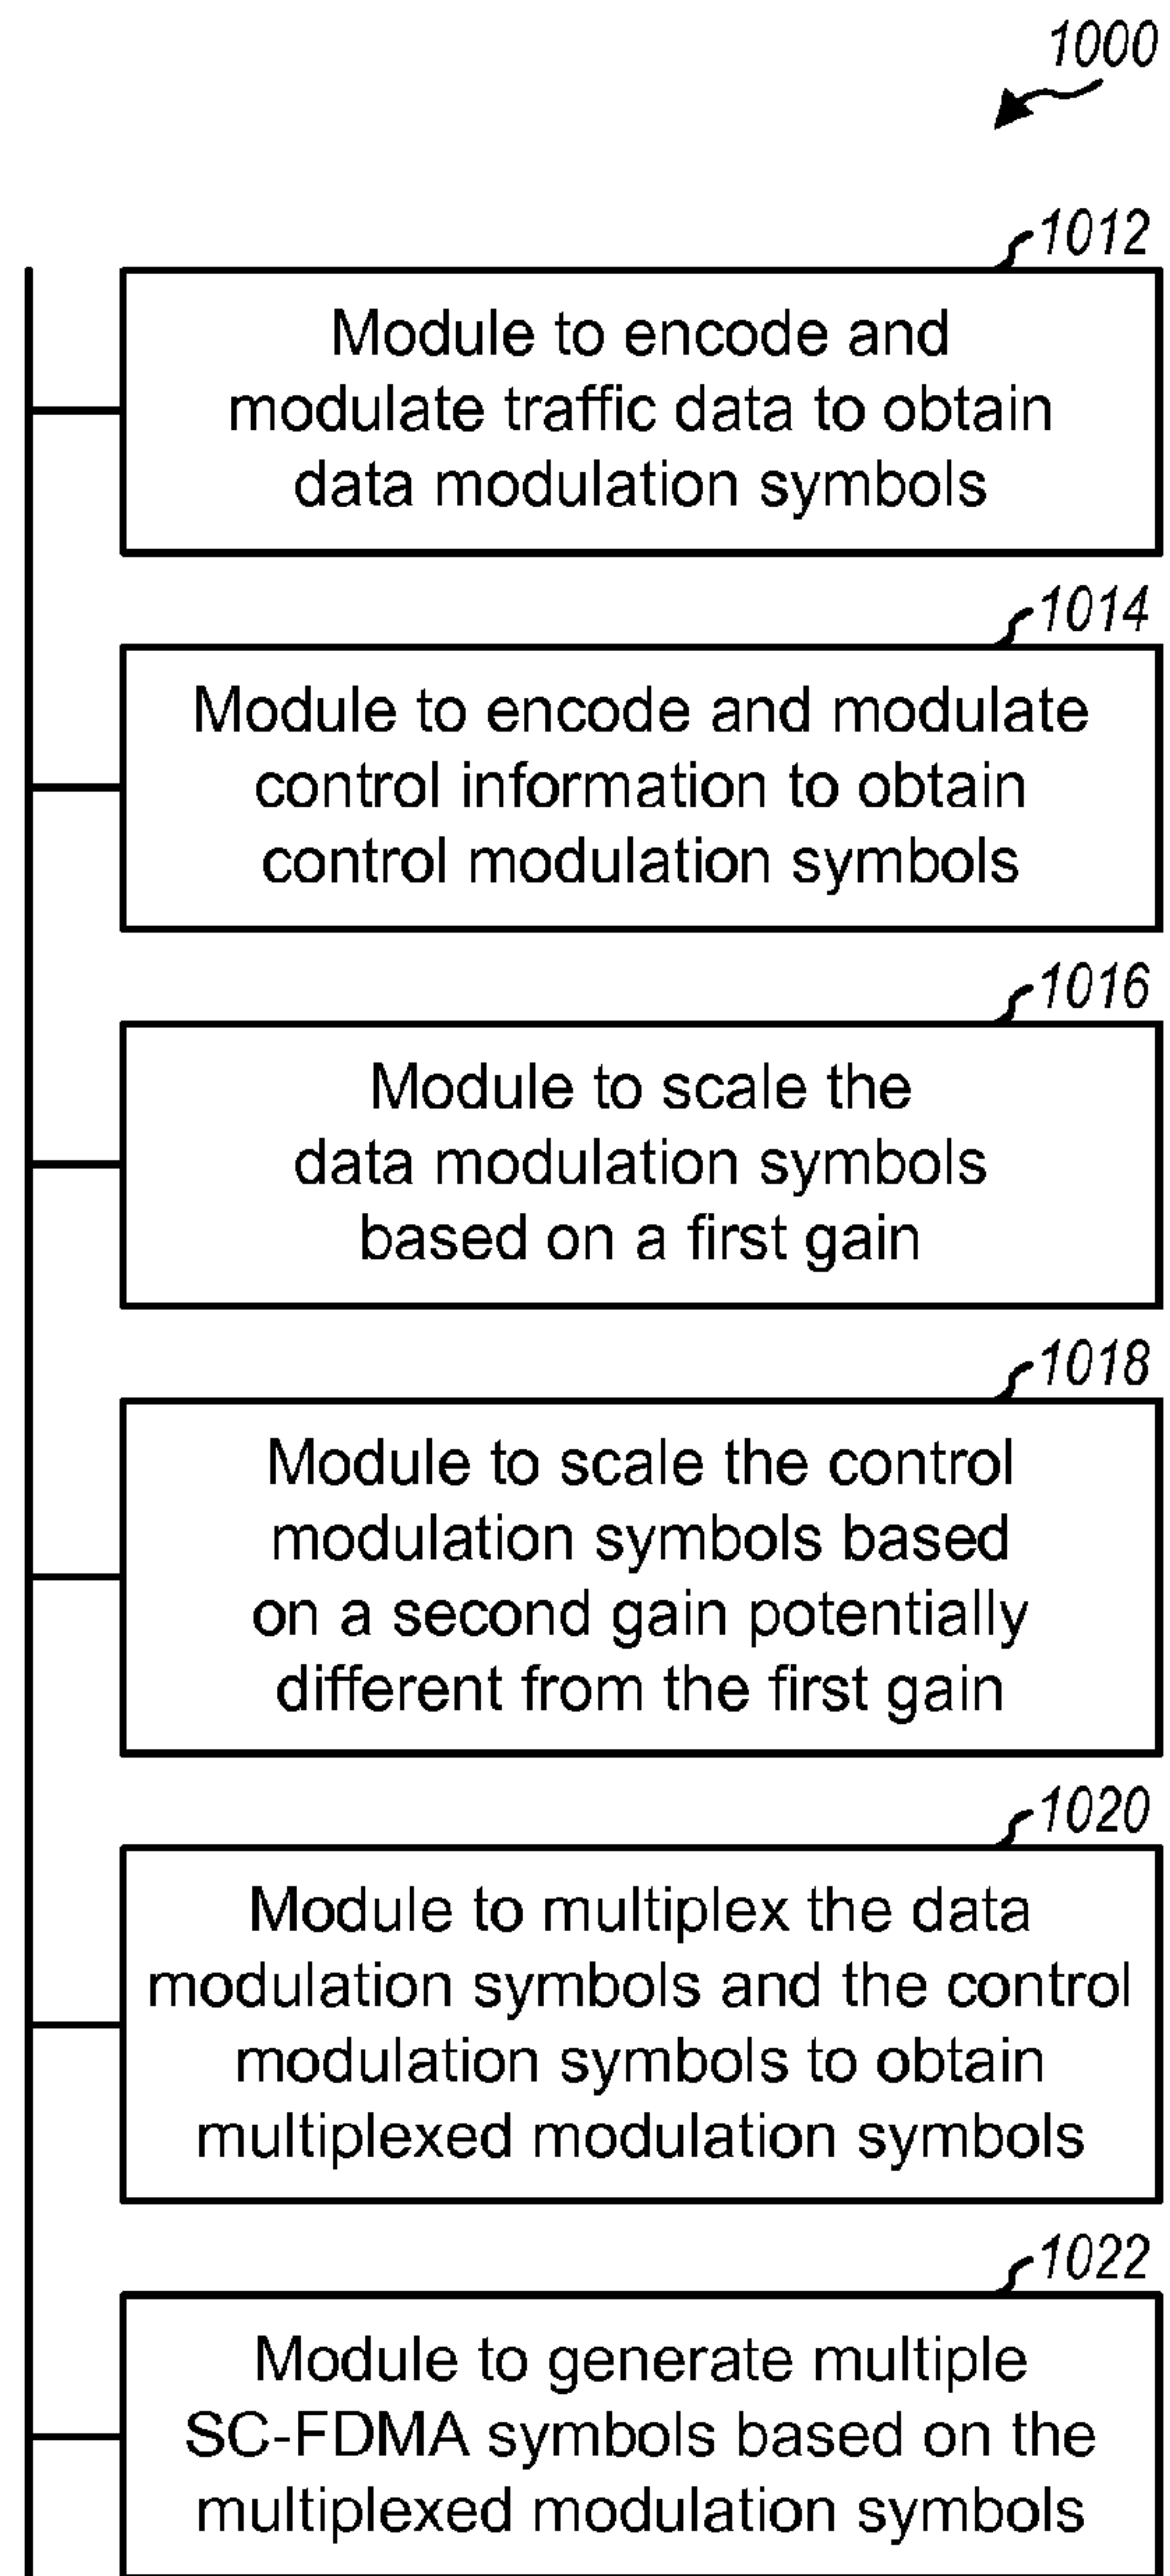 1000
1012
Module to encode and
modulate traffic data to obtain
data modulation symbols
1014
Module to encode and modulate
control information to obtain
control modulation symbols
1016
Module to scale the
data modulation symbols
based on a first gain
1018
Module to scale the control
modulation symbols based
on a second gain potentially
different from the first gain
1020
Module to multiplex the data
modulation symbols and the control
modulation symbols to obtain
multiplexed modulation symbols
1022
Module to generate multiple
SC-FDMA symbols based on the
multiplexed modulation symbols